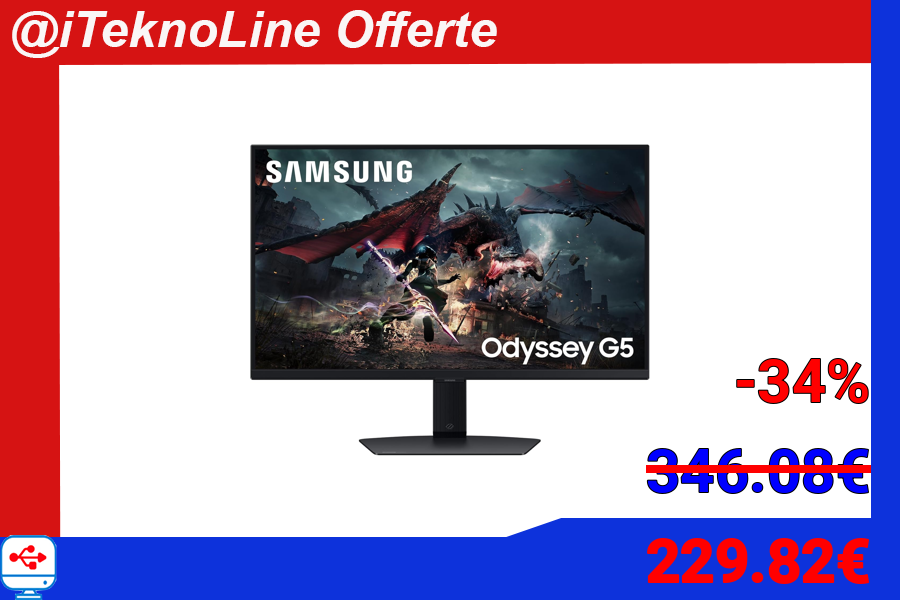 @iTeknoLine Offerte
SAMSUNG
Odyssey G5
-34%
346.08€
229.82€